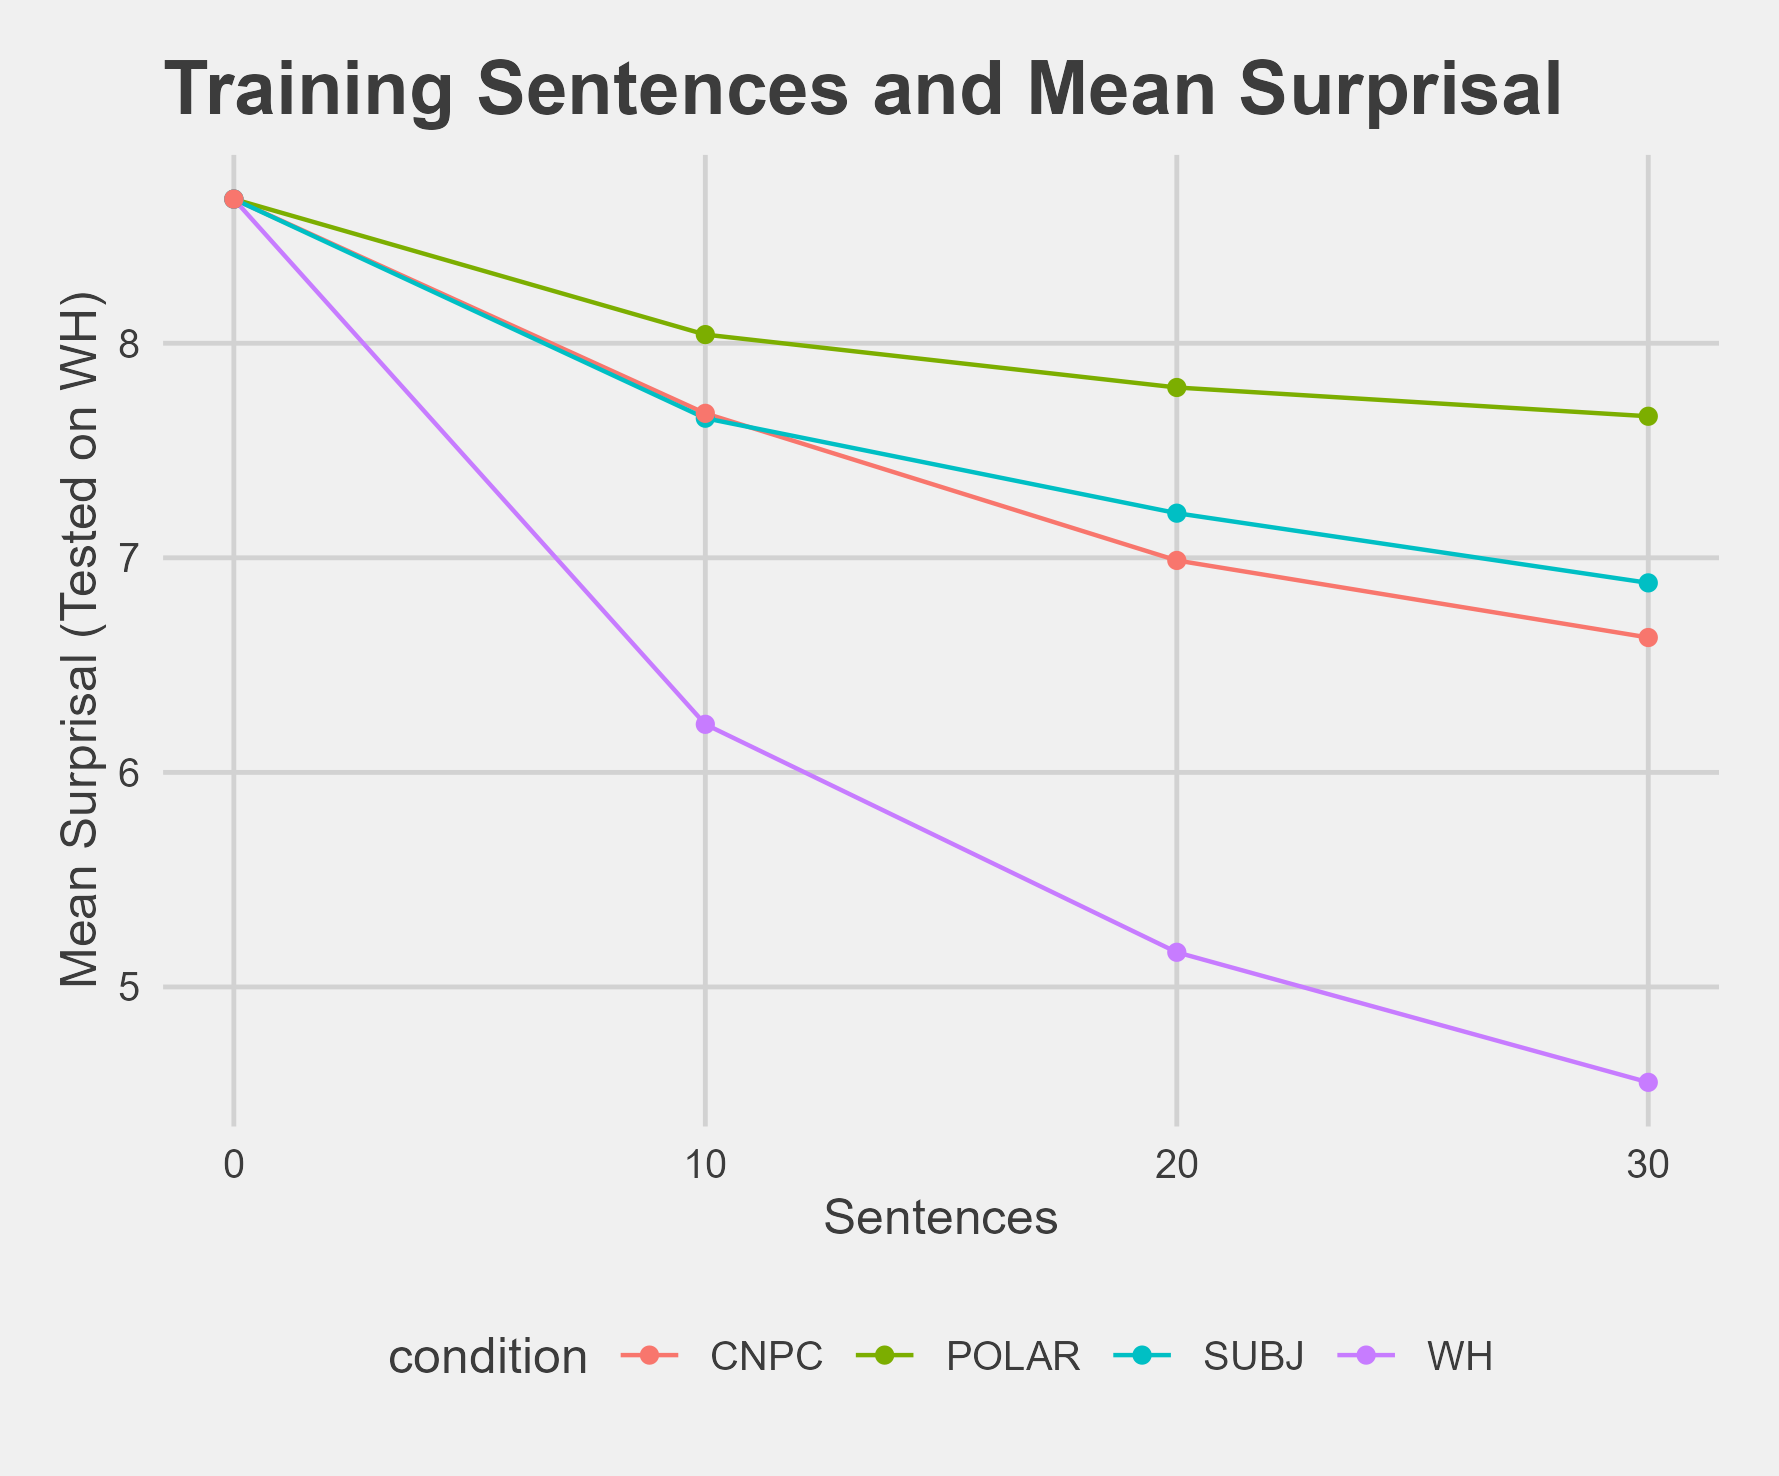 Training Sentences and Mean Surprisal
Mean Surprisal (Tested on WH)
8
7
6
5
0 10 20 30
Sentences
condition CNPC POLAR SUBJ WH